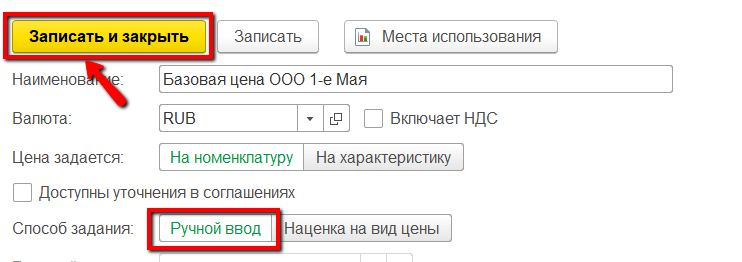 Записать и закрыть Записать Места использования
Наименование: Базовая цена ООО 1-е Мая
Валюта: RUB Включает НДС
Цена задается: На номенклатуру На характеристику
Доступны уточнения в соглашениях
Способ задания: Ручной ввод Наценка на вид цены